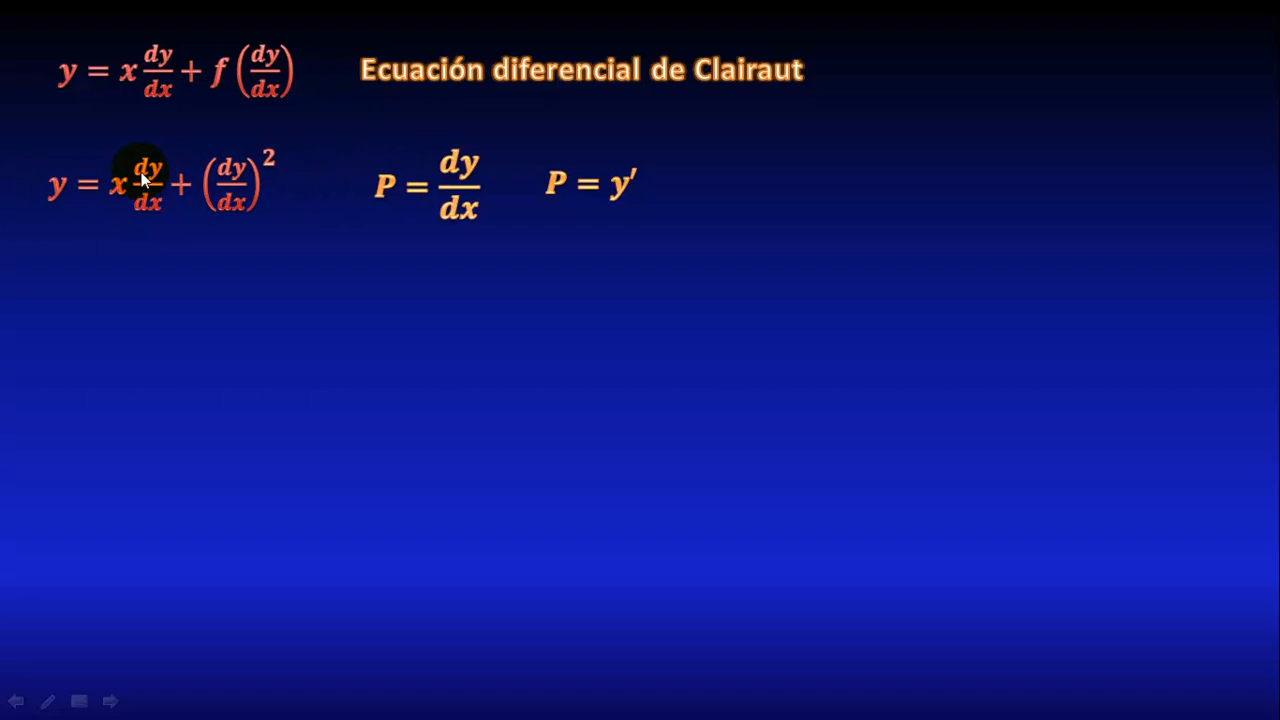 y = x dy/dx + f(dy/dx) Ecuación diferencial de Clairaut
y = x dy/dx + (dy/dx)² P = dy/dx P = y′